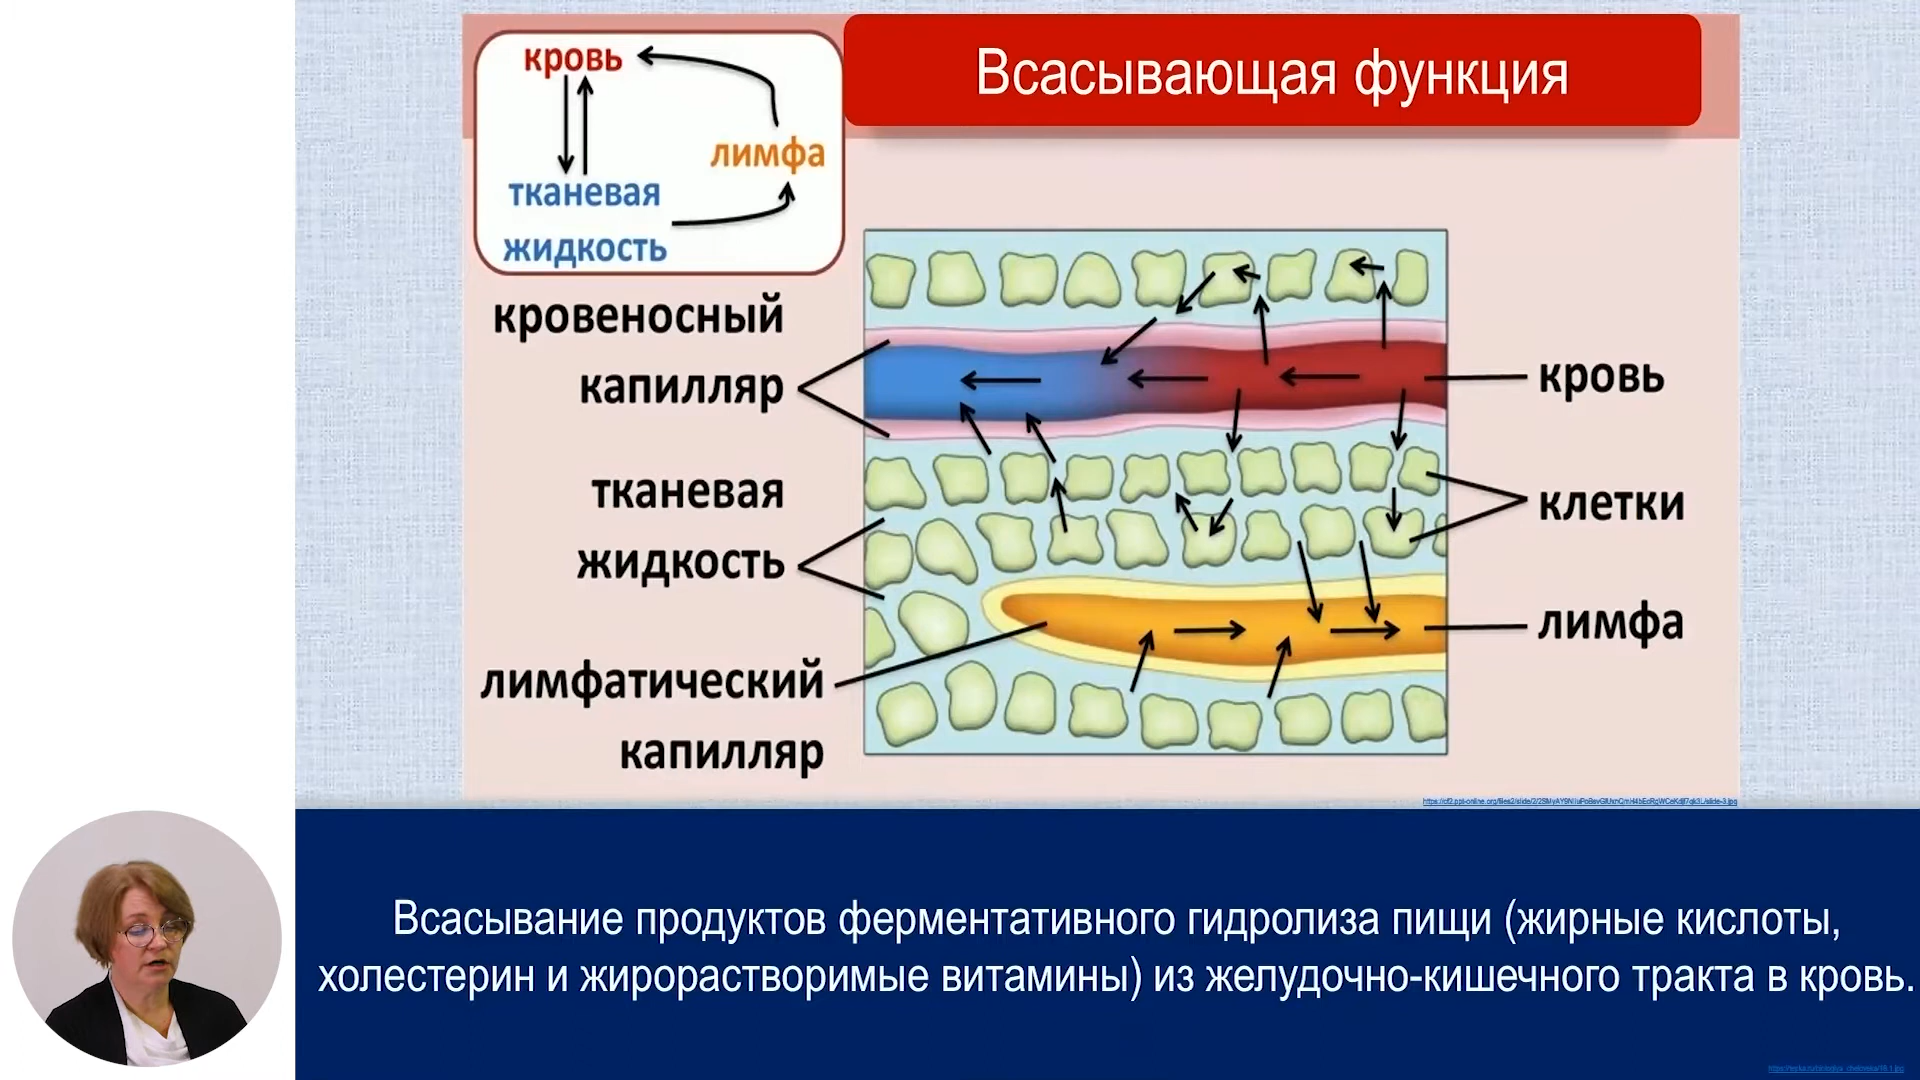 Всасывающая функция
кровь
лимфа
тканевая
жидкость
кровеносный
капилляр
тканевая
жидкость
лимфатический
капилляр
кровь
клетки
лимфа
Всасывание продуктов ферментативного гидролиза пищи (жирные кислоты,
холестерин и жирорастворимые витамины) из желудочно-кишечного тракта в кровь.